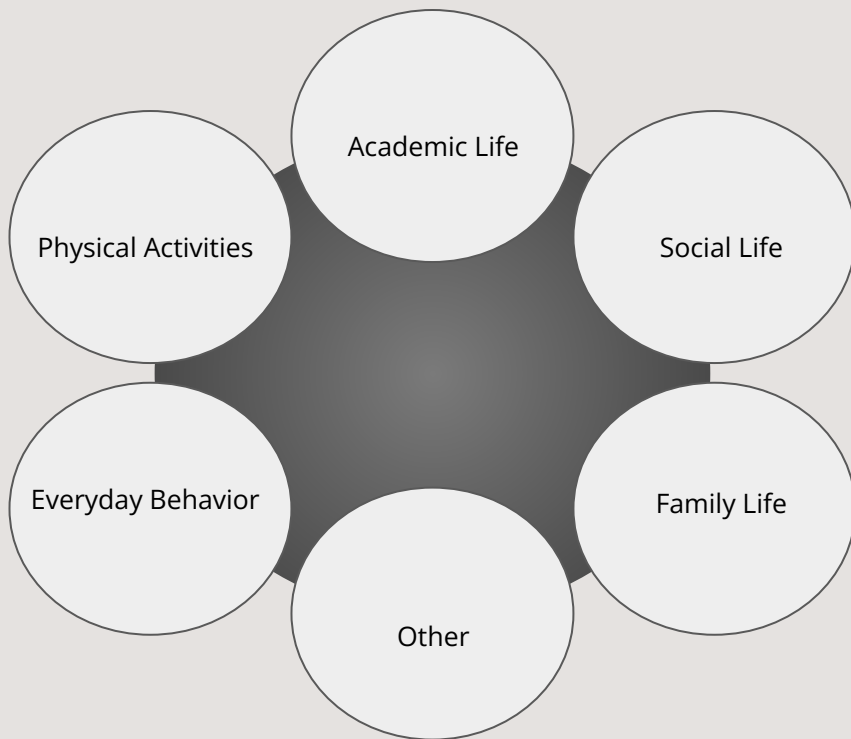 Academic Life
Physical Activities
Social Life
Everyday Behavior
Family Life
Other